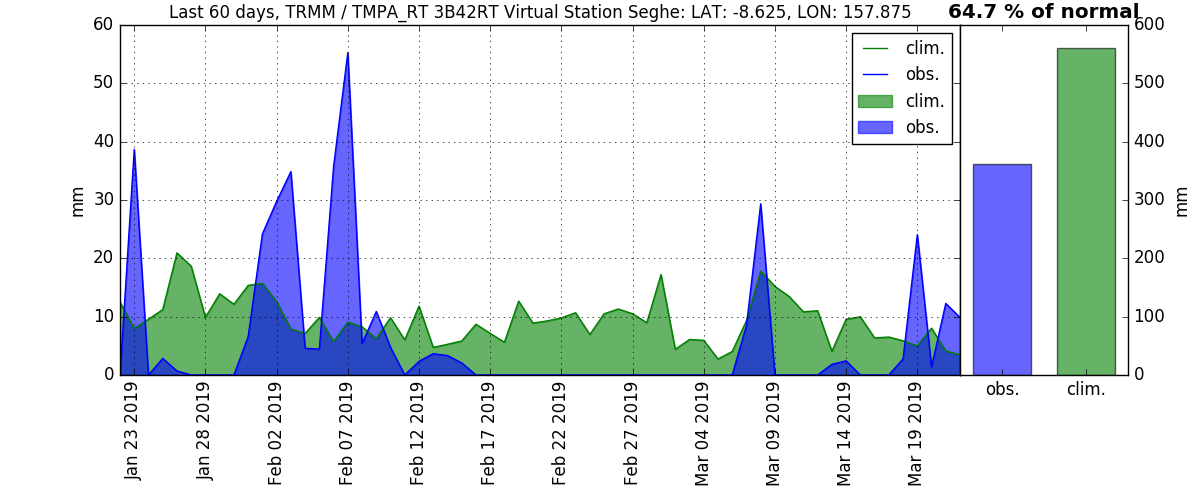 Last 60 days, TRMM / TMPA_RT 3B42RT Virtual Station Seghe: LAT: -8.625, LON: 157.875
64.7 % of normal
60
50
40
30
20
10
0
mm
clim.
obs.
clim.
obs.
600
500
400
300
200
100
0
mm
Jan 23 2019
Jan 28 2019
Feb 02 2019
Feb 07 2019
Feb 12 2019
Feb 17 2019
Feb 22 2019
Feb 27 2019
Mar 04 2019
Mar 09 2019
Mar 14 2019
Mar 19 2019
obs.
clim.